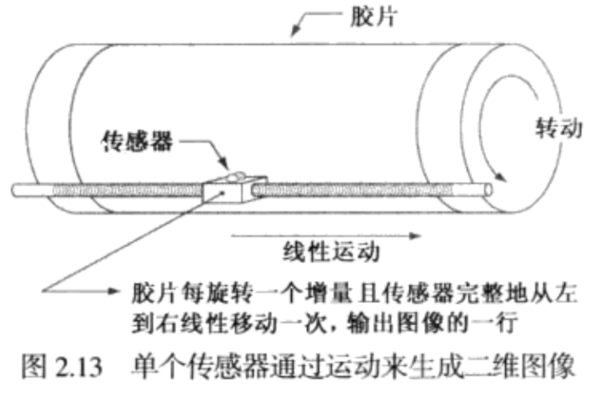 胶片
传感器
转动
线性运动
胶片每旋转一个增量且传感器完整地从左
到右线性移动一次，输出图像的一行
图 2.13 单个传感器通过运动来生成二维图像